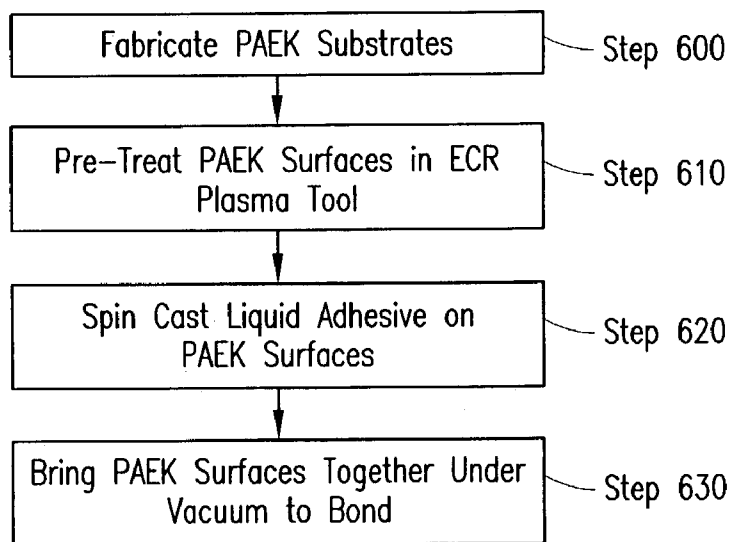 Fabricate PAEK Substrates
Step 600
Pre-Treat PAEK Surfaces in ECR
Plasma Tool
Step 610
Spin Cast Liquid Adhesive on
PAEK Surfaces
Step 620
Bring PAEK Surfaces Together Under
Vacuum to Bond
Step 630